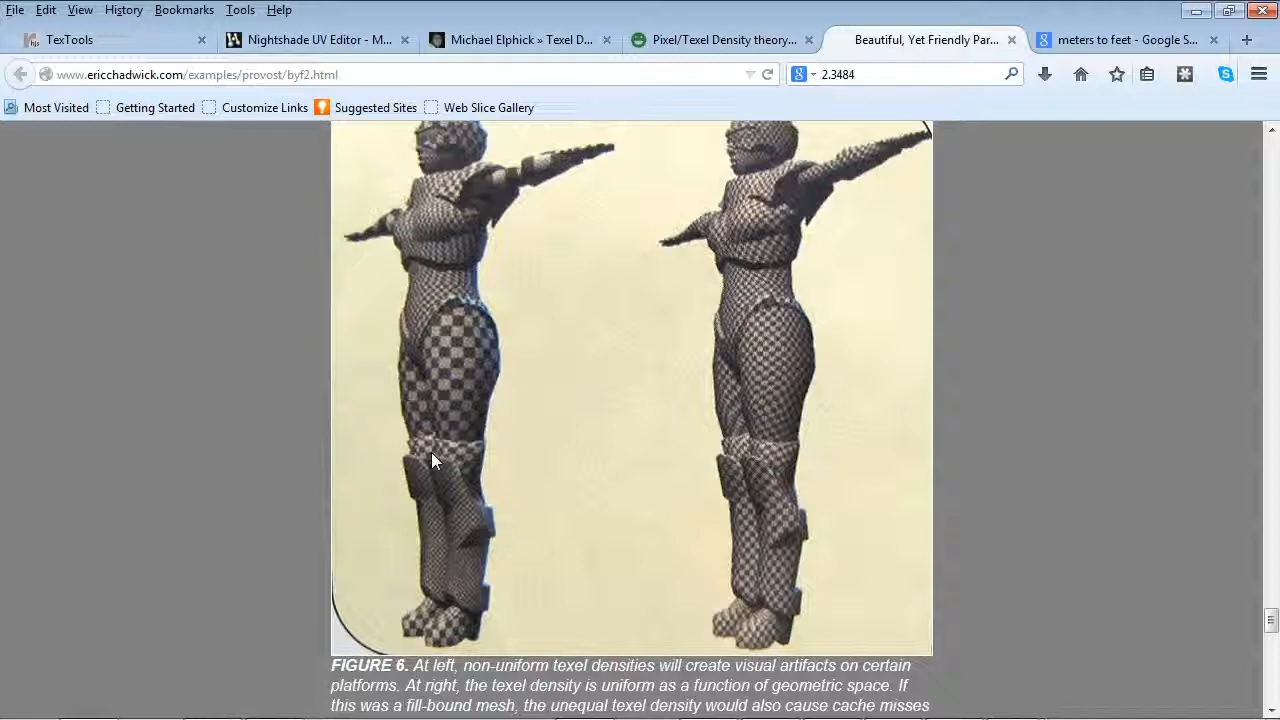 File Edit View History Bookmarks Tools Help
TexTools
Nightshade UV Editor - M...
Michael Elphick » Texel D...
Pixel/Texel Density theory...
Beautiful, Yet Friendly Par...
meters to feet - Google S...
www.ericchadwick.com/examples/provost/byf2.html
2.3484
Most Visited Getting Started Customize Links Suggested Sites Web Slice Gallery
FIGURE 6. At left, non-uniform texel densities will create visual artifacts on certain
platforms. At right, the texel density is uniform as a function of geometric space. If
this was a fill-bound mesh, the unequal texel density would also cause cache misses